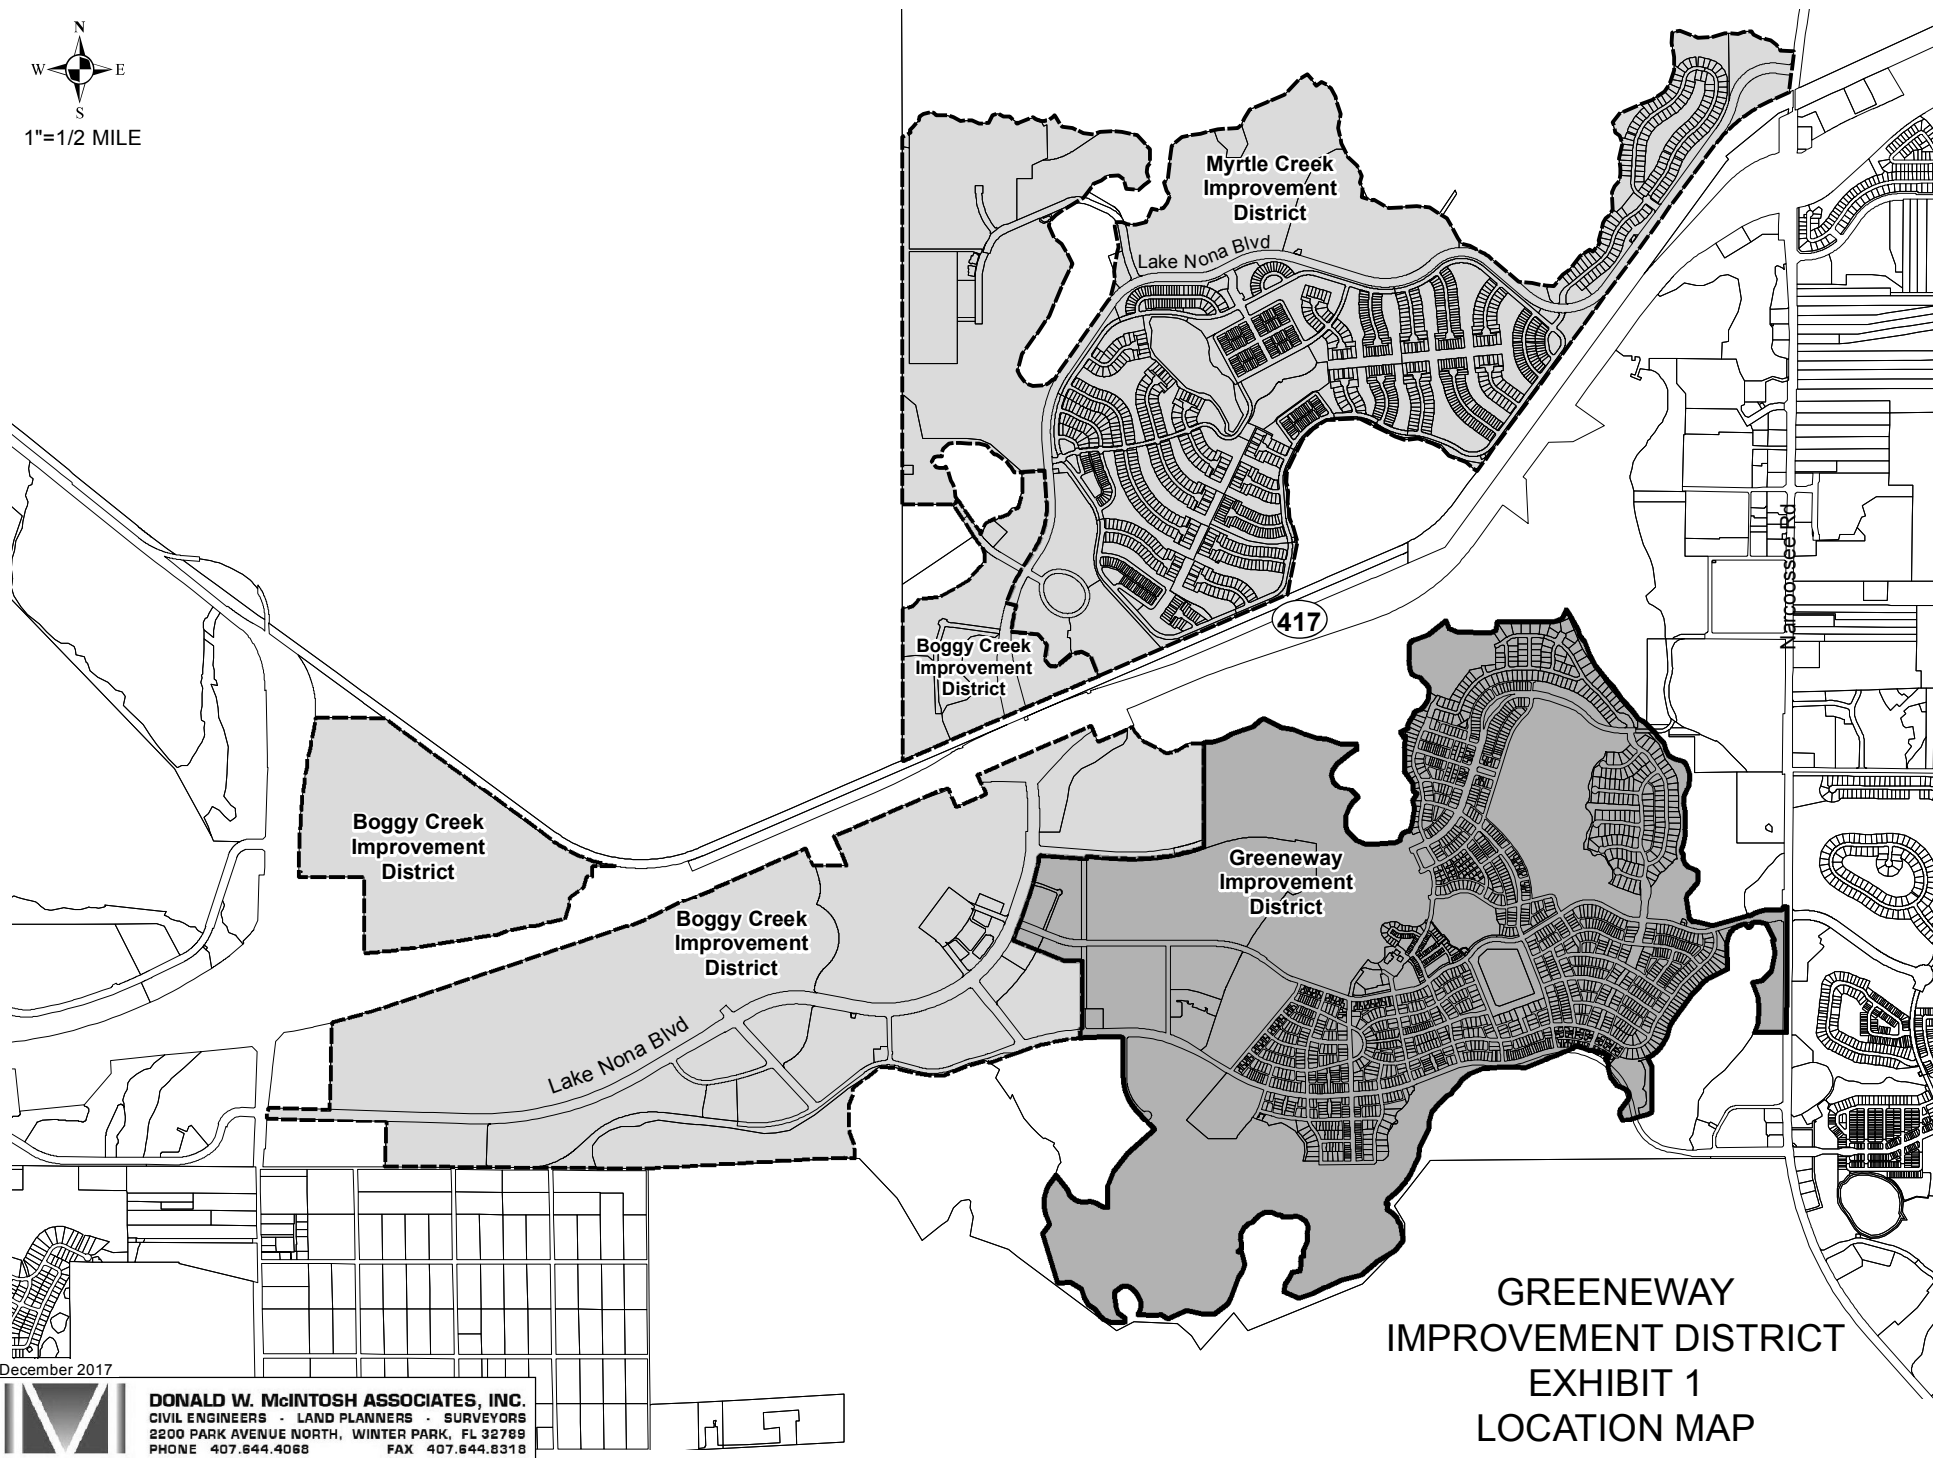 N
W E
S
1"=1/2 MILE
Myrtle Creek
Improvement
District
Lake Nona Blvd
Narcoossee Rd
417
Boggy Creek
Improvement
District
Boggy Creek
Improvement
District
Boggy Creek
Improvement
District
Greeneway
Improvement
District
Lake Nona Blvd
GREENEWAY
IMPROVEMENT DISTRICT
EXHIBIT 1
LOCATION MAP
December 2017
DONALD W. McINTOSH ASSOCIATES, INC.
CIVIL ENGINEERS · LAND PLANNERS · SURVEYORS
2200 PARK AVENUE NORTH, WINTER PARK, FL 32789
PHONE 407.644.4068 FAX 407.644.8318